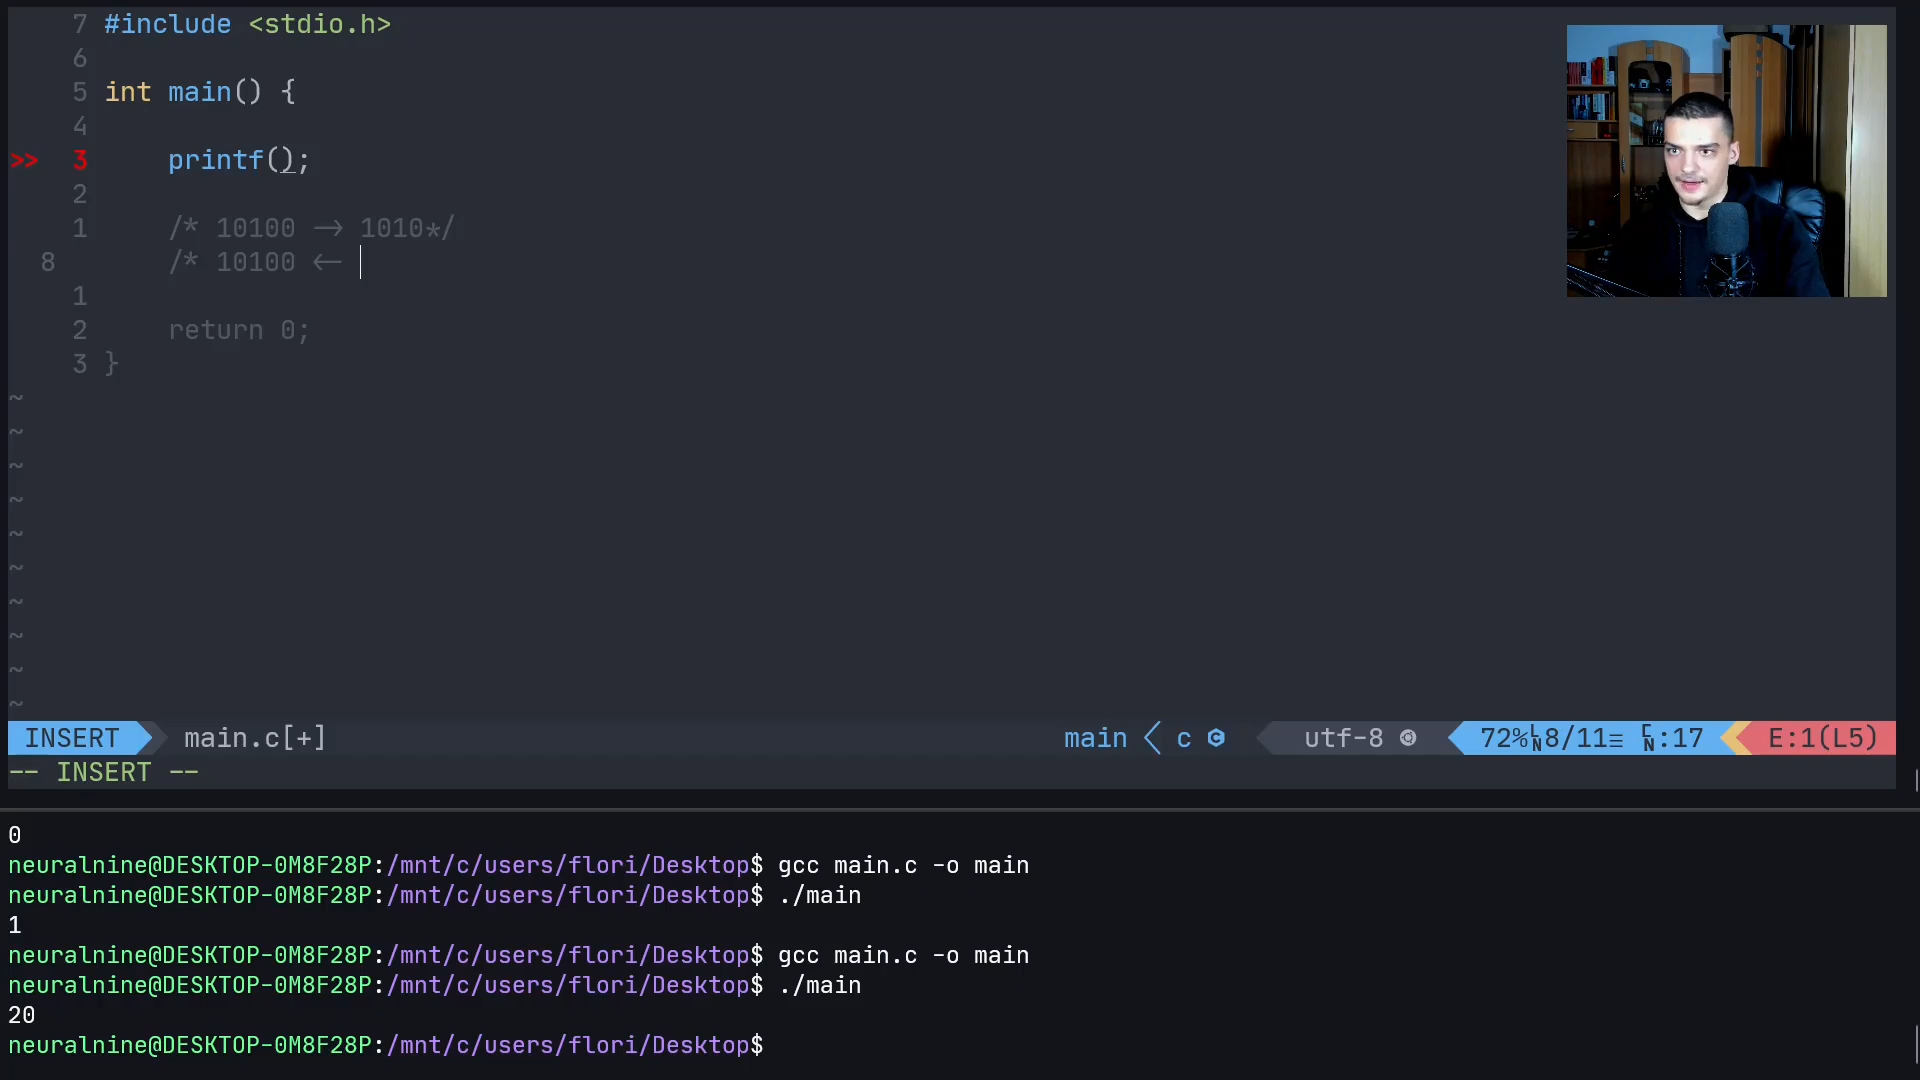 7 #include <stdio.h>
6
5 int main() {
4
>> 3 printf();
2
1 /* 10100 -> 1010*/
8 /* 10100 <-
1
2 return 0;
3 }
~
~
~
~
~
~
~
~
~
~
INSERT main.c[+] main < c utf-8 72% LN 8/11≡ CN:17 E:1(L5)
-- INSERT --
0
neuralnine@DESKTOP-0M8F28P:/mnt/c/users/flori/Desktop$ gcc main.c -o main
neuralnine@DESKTOP-0M8F28P:/mnt/c/users/flori/Desktop$ ./main
1
neuralnine@DESKTOP-0M8F28P:/mnt/c/users/flori/Desktop$ gcc main.c -o main
neuralnine@DESKTOP-0M8F28P:/mnt/c/users/flori/Desktop$ ./main
20
neuralnine@DESKTOP-0M8F28P:/mnt/c/users/flori/Desktop$